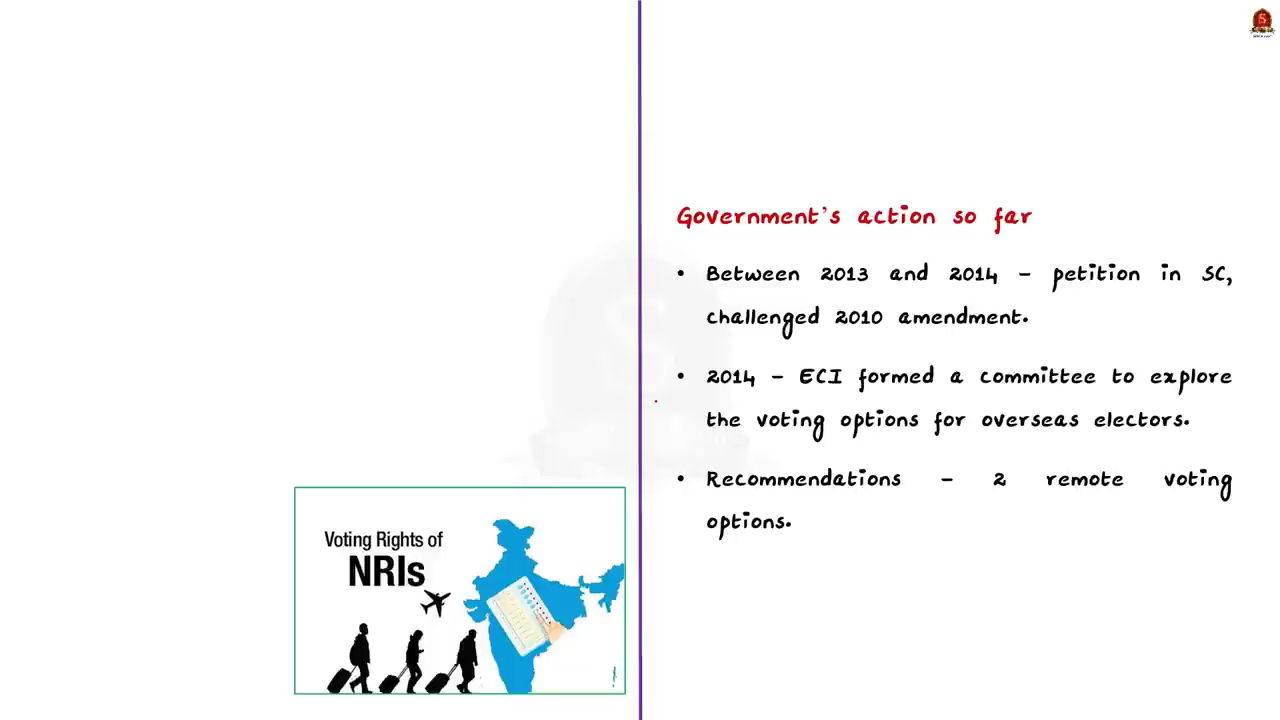 Government's action so far
• Between 2013 and 2014 – petition in SC,
challenged 2010 amendment.
• 2014 – ECI formed a committee to explore
the voting options for overseas electors.
• Recommendations – 2 remote voting
options.
Voting Rights of
NRIs